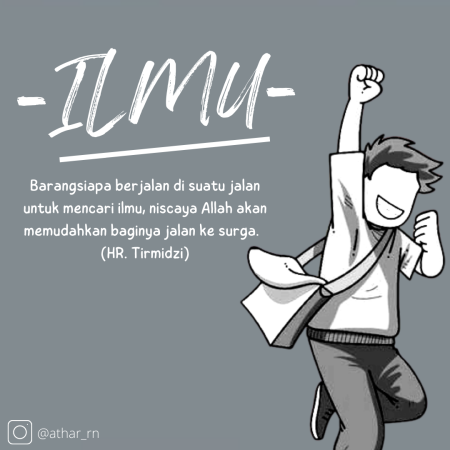 -ILMU-
Barangsiapa berjalan di suatu jalan
untuk mencari ilmu, niscaya Allah akan
memudahkan baginya jalan ke surga.
(HR. Tirmidzi)
@athar_rn